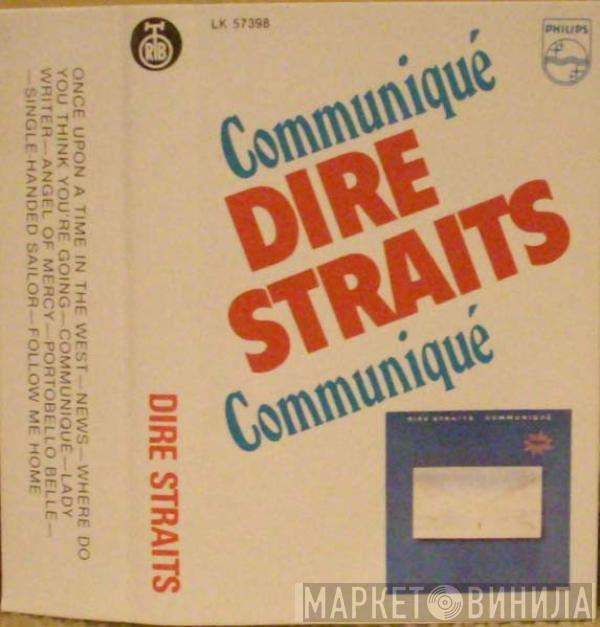 LK 57398
RTB
PHILIPS
Communiqué
DIRE
STRAITS
Communiqué
DIRE STRAITS COMMUNIQUÉ
DIRE STRAITS
ONCE UPON A TIME IN THE WEST—NEWS—WHERE DO
YOU THINK YOU'RE GOING—COMMUNIQUÉ—LADY
WRITER—ANGEL OF MERCY—PORTOBELLO BELLE—
—SINGLE-HANDED SAILOR—FOLLOW ME HOME
МАРКЕТ ВИНИЛА